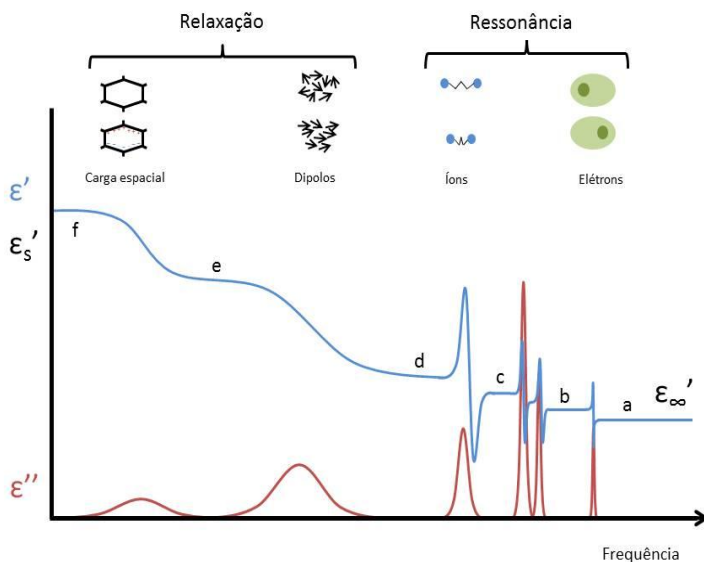 Relaxação
Ressonância
Carga espacial
Dipolos
Íons
Elétrons
ε'
εs'
f
e
d
c
b
a
ε∞'
ε''
Frequência